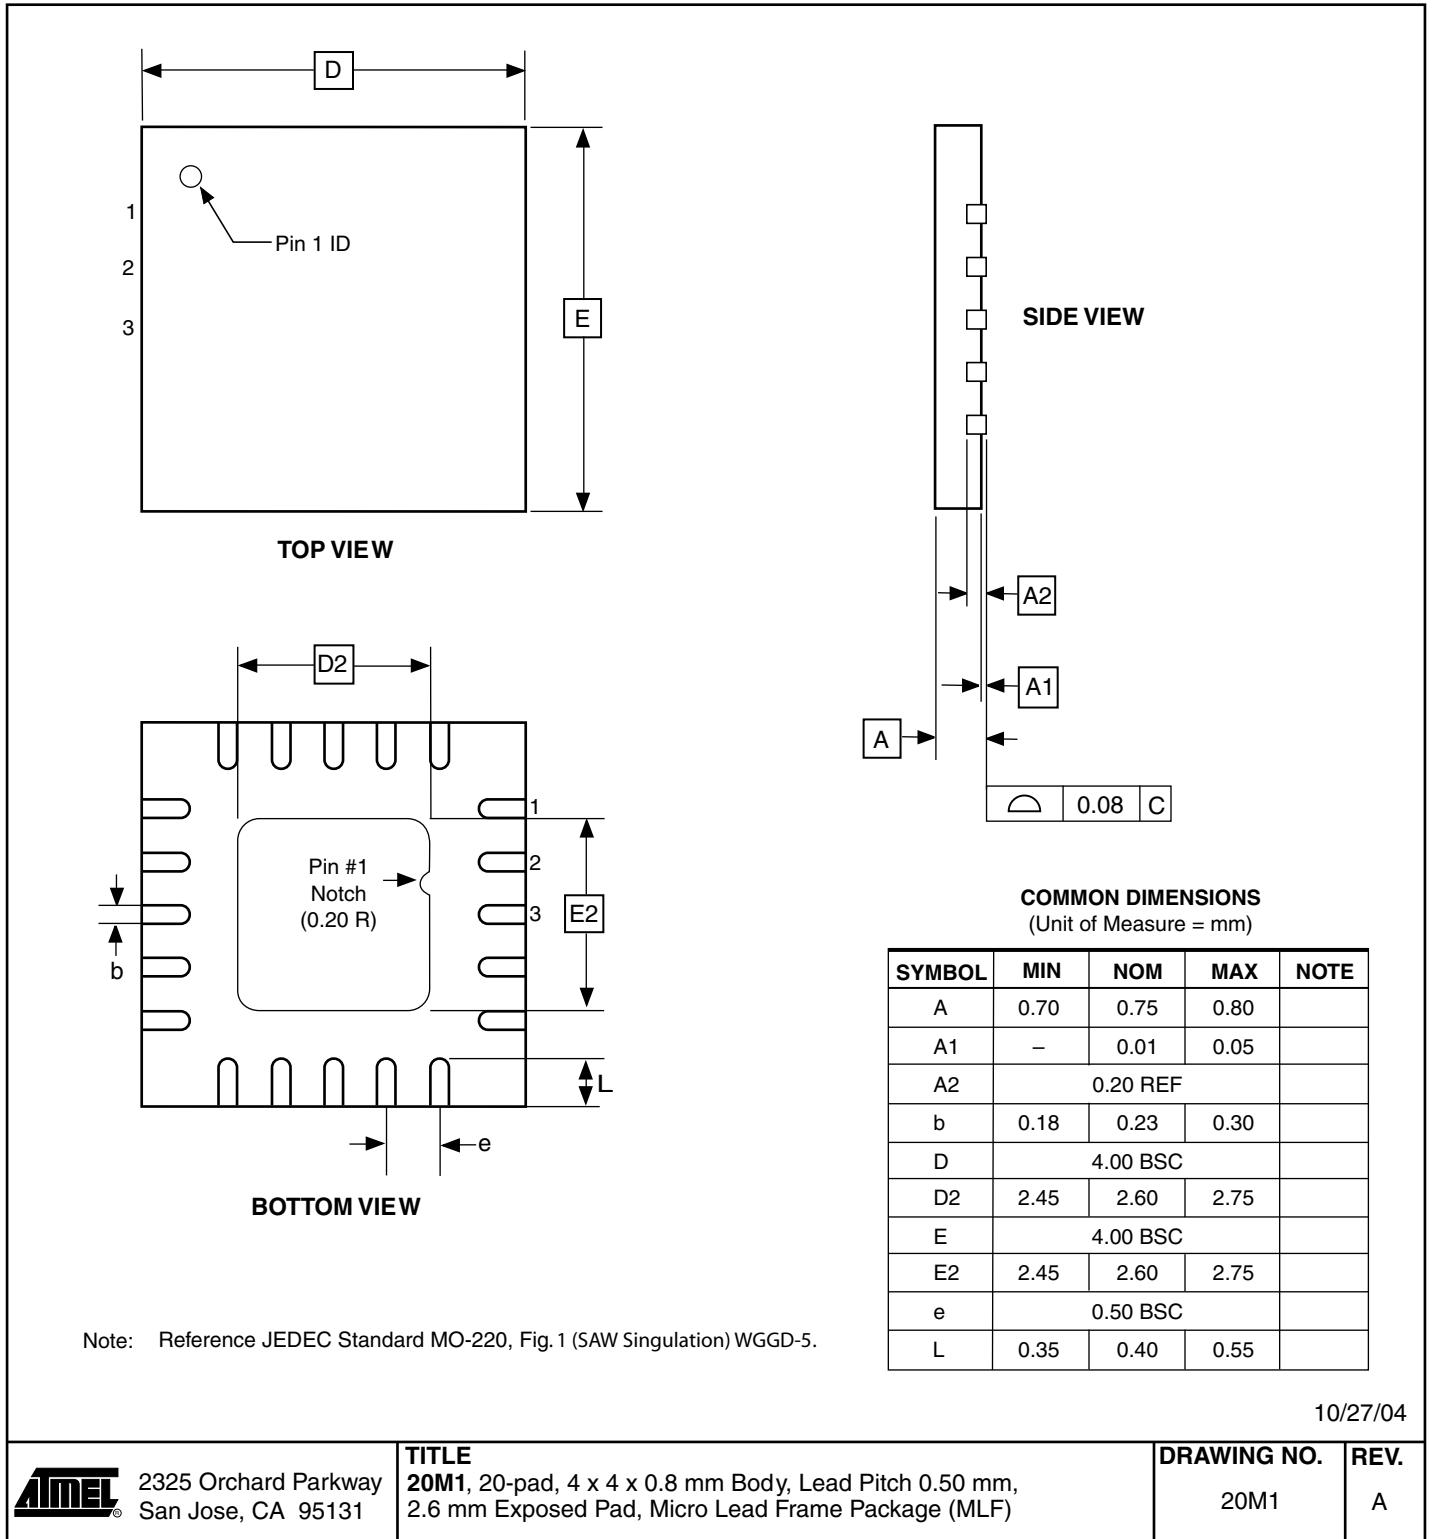 D
1
2
3
Pin 1 ID
E
TOP VIEW
SIDE VIEW
A2
A1
A
0.08 C
D2
1
2
3
Pin #1
Notch
(0.20 R)
E2
b
L
e
BOTTOM VIEW
COMMON DIMENSIONS
(Unit of Measure = mm)
SYMBOL MIN NOM MAX NOTE
A 0.70 0.75 0.80
A1 – 0.01 0.05
A2 0.20 REF
b 0.18 0.23 0.30
D 4.00 BSC
D2 2.45 2.60 2.75
E 4.00 BSC
E2 2.45 2.60 2.75
e 0.50 BSC
L 0.35 0.40 0.55
Note: Reference JEDEC Standard MO-220, Fig. 1 (SAW Singulation) WGGD-5.
10/27/04
ATMEL ®
2325 Orchard Parkway
San Jose, CA 95131
TITLE
20M1, 20-pad, 4 x 4 x 0.8 mm Body, Lead Pitch 0.50 mm,
2.6 mm Exposed Pad, Micro Lead Frame Package (MLF)
DRAWING NO.
20M1
REV.
A